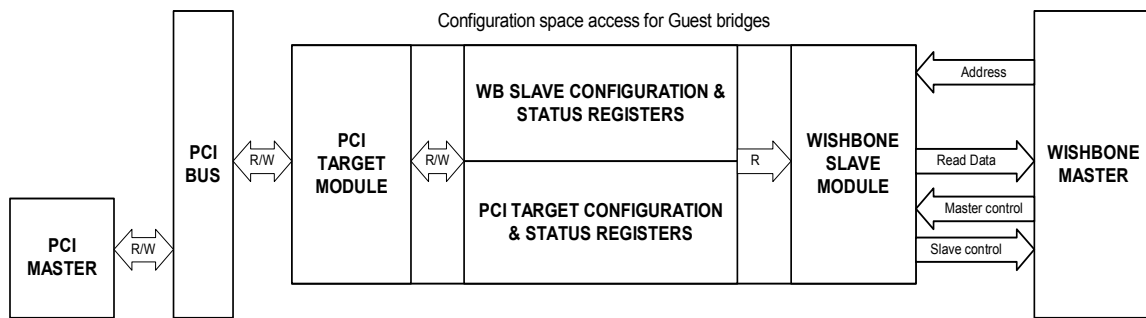 Configuration space access for Guest bridges
PCI
MASTER
R/W
PCI
BUS
R/W
PCI
TARGET
MODULE
R/W
WB SLAVE CONFIGURATION &
STATUS REGISTERS
PCI TARGET CONFIGURATION
& STATUS REGISTERS
R
WISHBONE
SLAVE
MODULE
Address
Read Data
Master control
Slave control
WISHBONE
MASTER